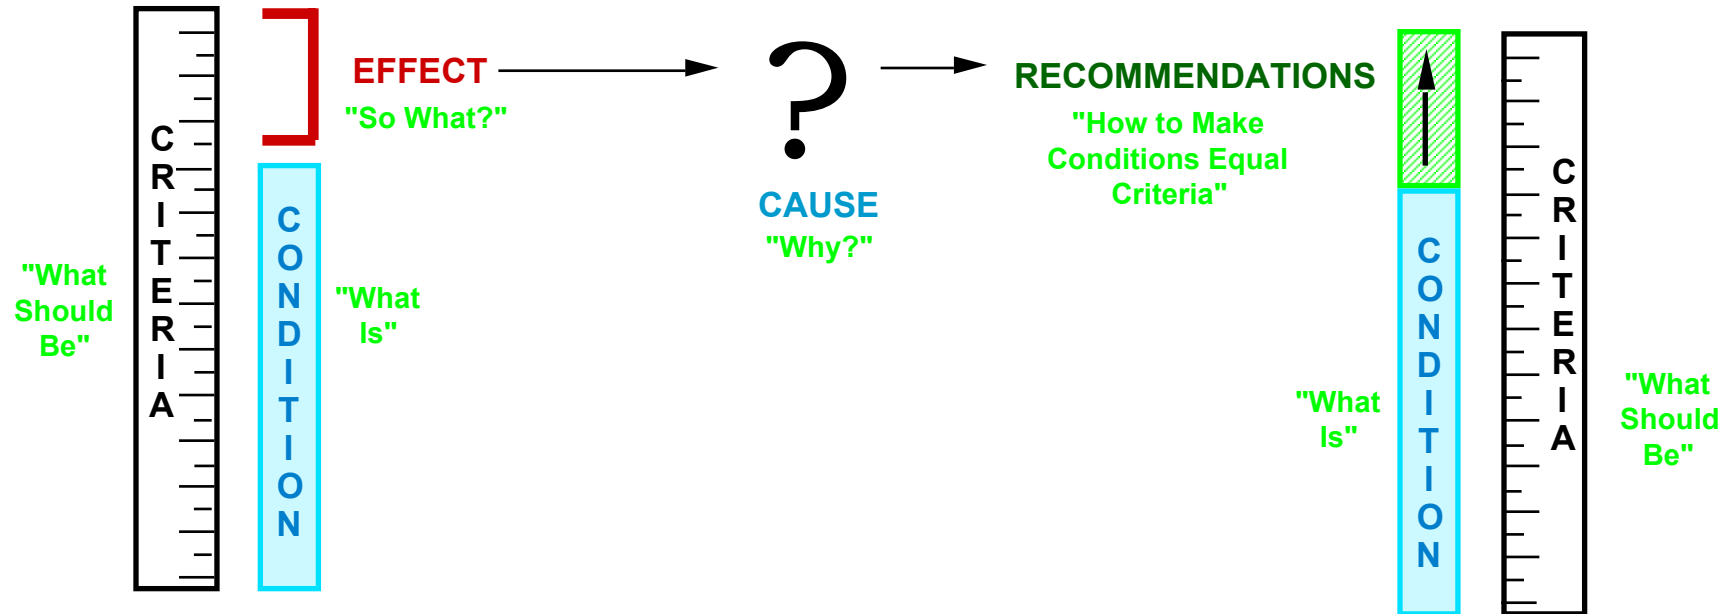 "What
Should
Be"
CRITERIA
CONDITION
"What
Is"
EFFECT
"So What?"
?
CAUSE
"Why?"
RECOMMENDATIONS
"How to Make
Conditions Equal
Criteria"
"What
Is"
CONDITION
CRITERIA
"What
Should
Be"